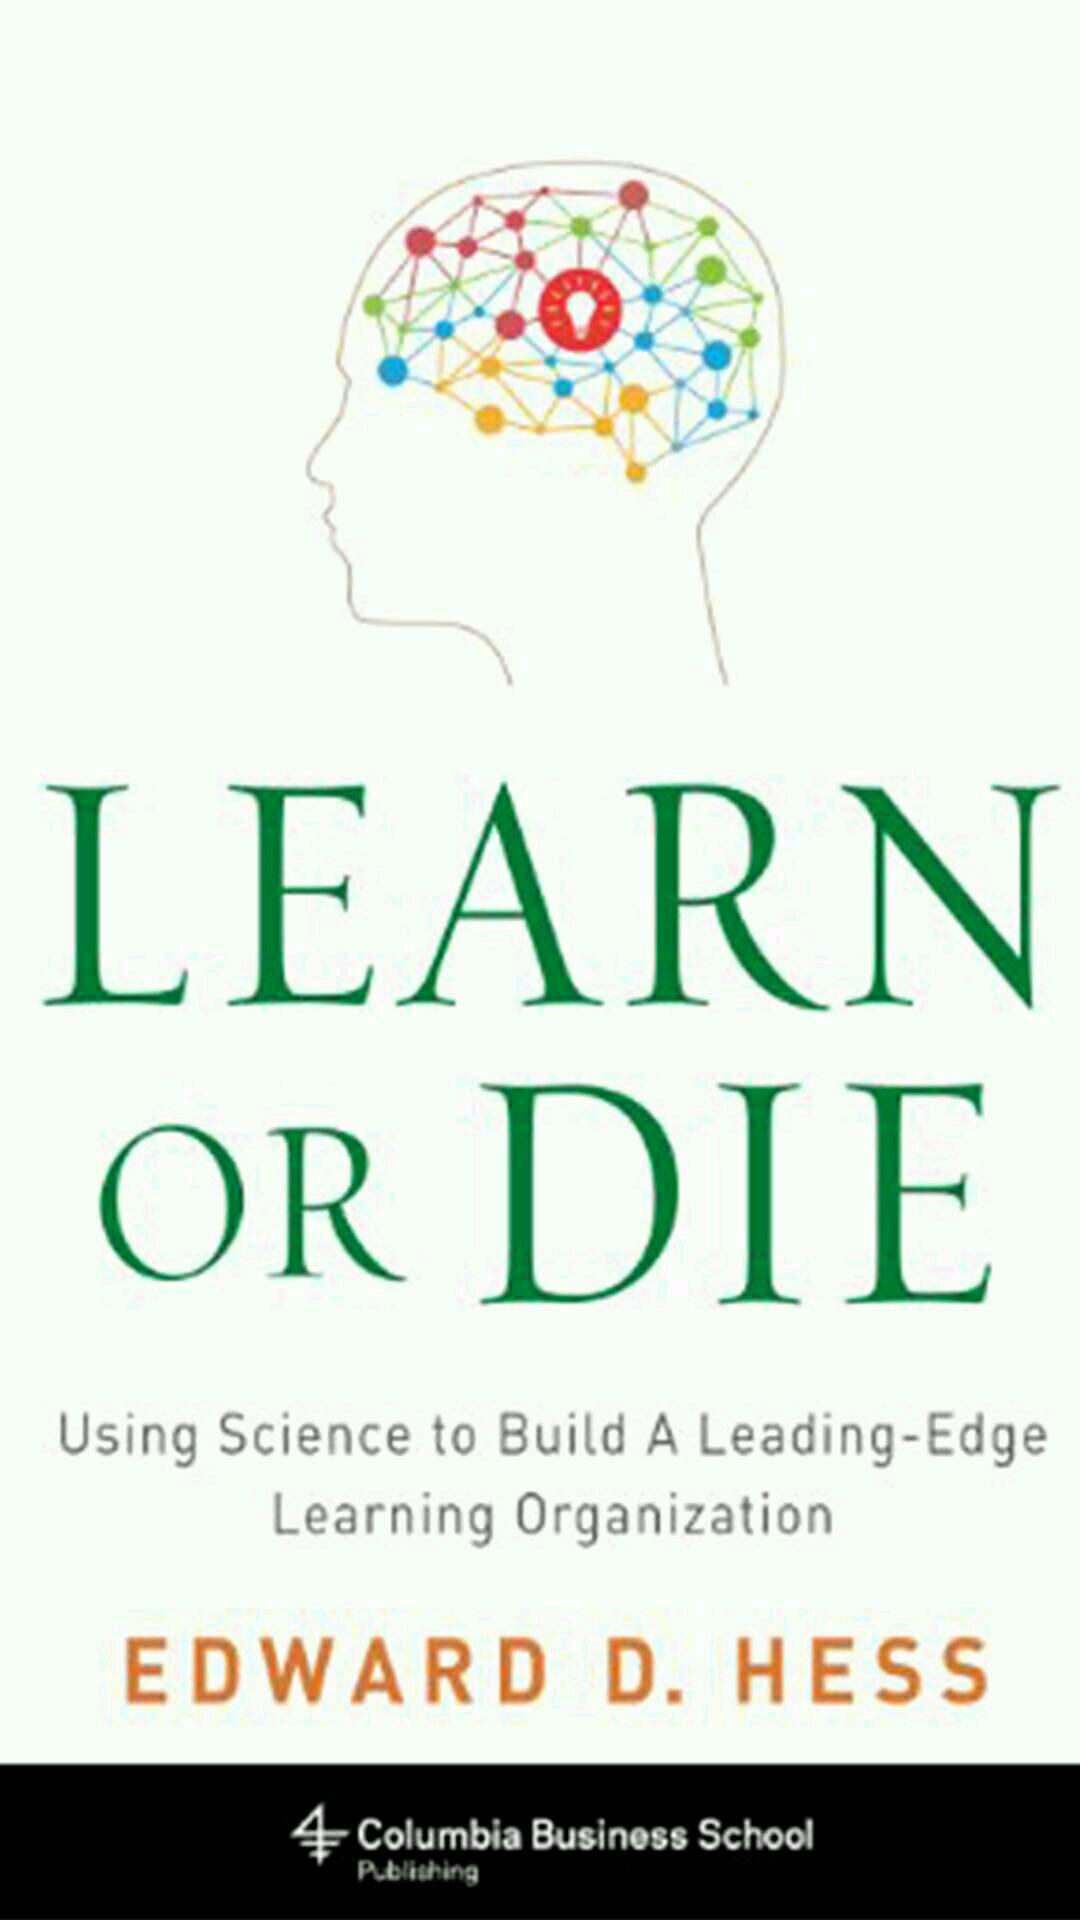 LEARN
OR DIE
Using Science to Build A Leading-Edge
Learning Organization
EDWARD D. HESS
Columbia Business School
Publishing